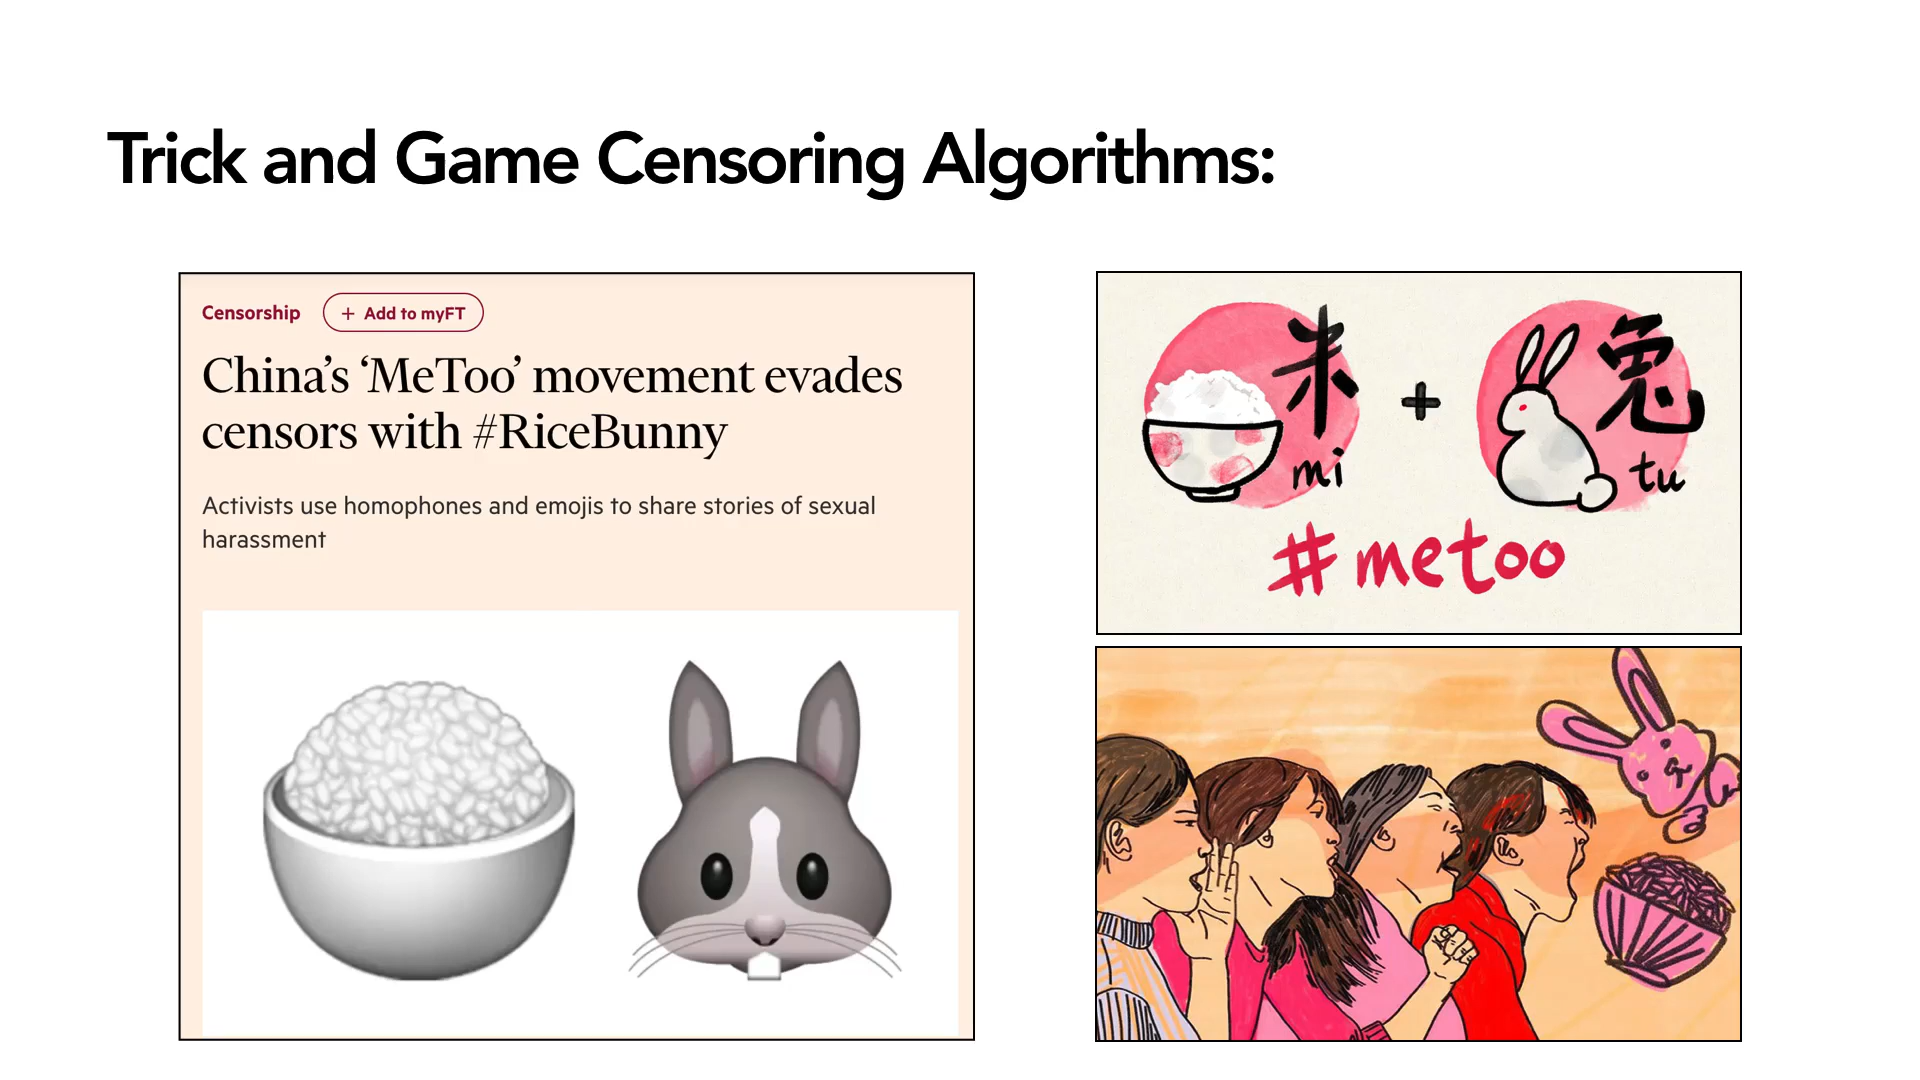 Trick and Game Censoring Algorithms:
Censorship
+ Add to myFT
China’s ‘MeToo’ movement evades
censors with #RiceBunny
Activists use homophones and emojis to share stories of sexual
harassment
米 + 兔
mi
tu
#metoo